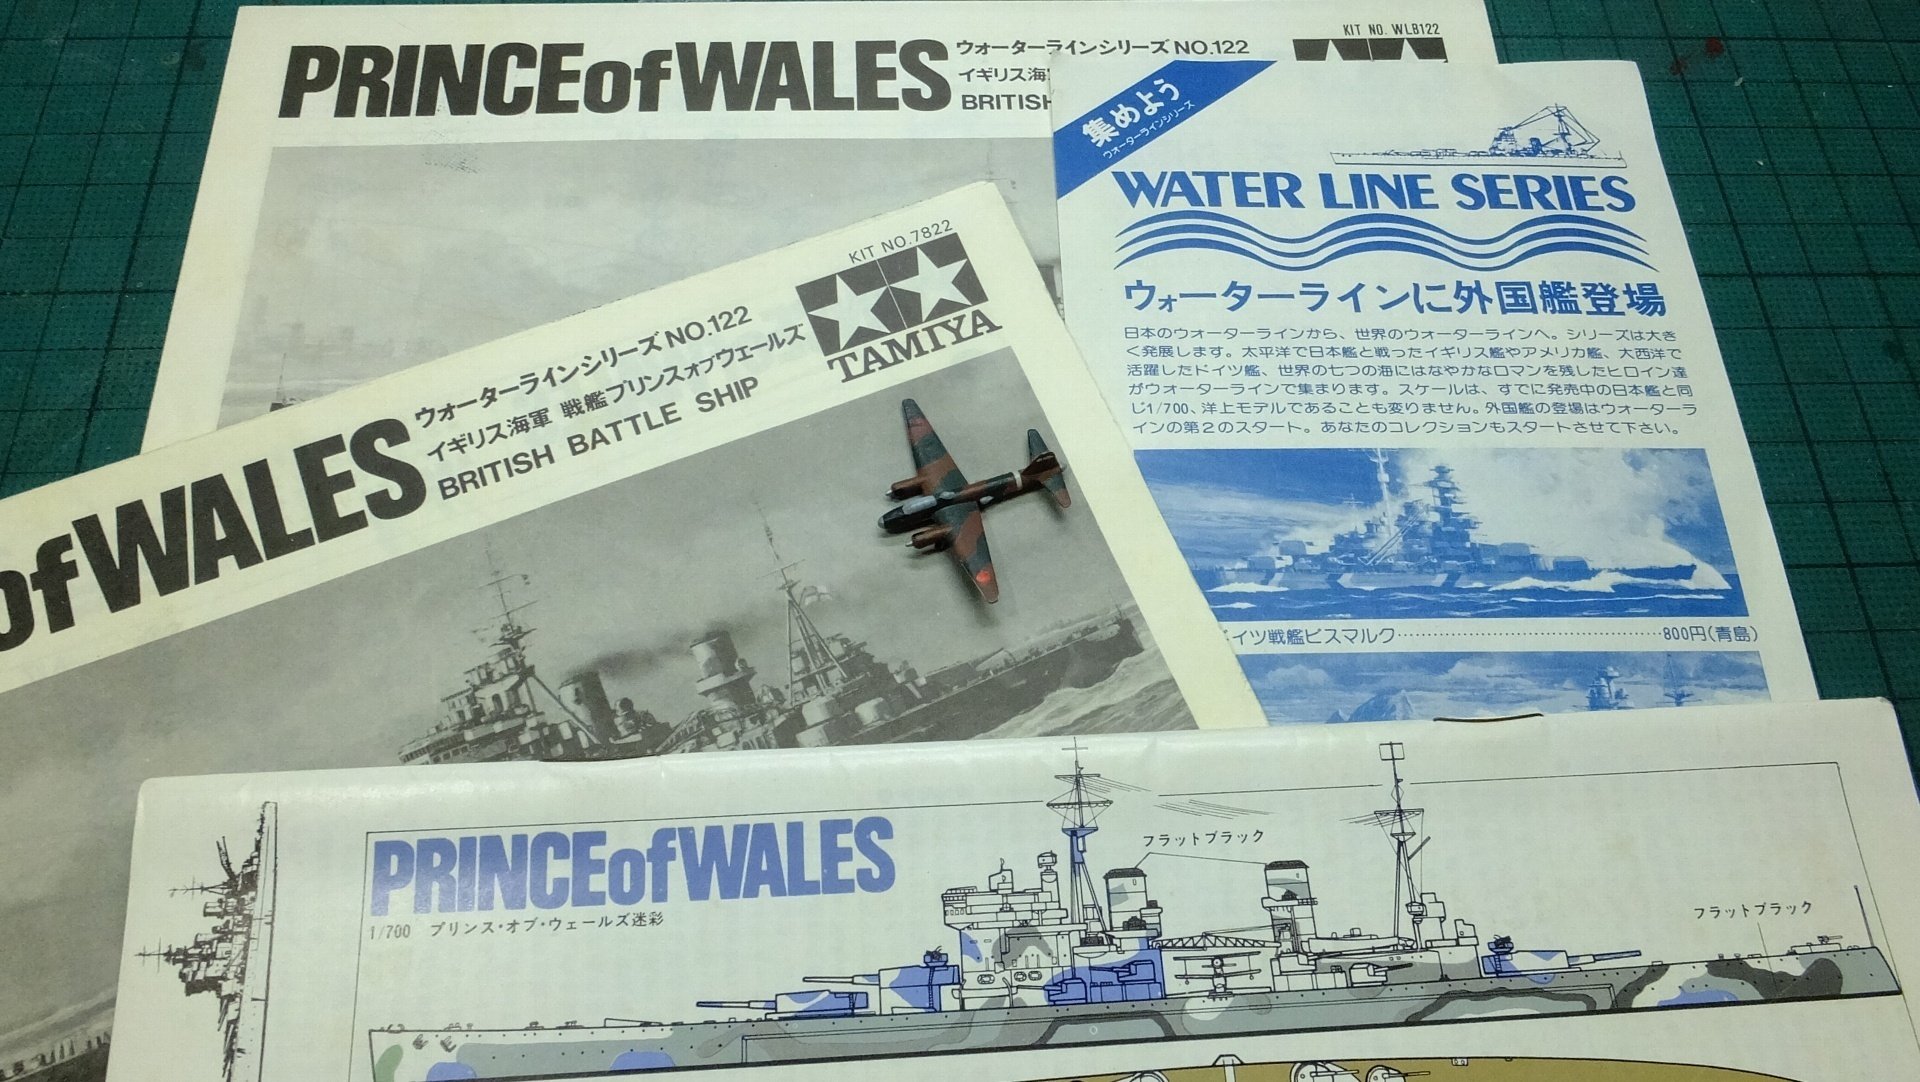 PRINCE of WALES
ウォーターラインシリーズ NO.122
イギリス海
BRITISH
KIT NO. WLB122
集めよう
ウォーターラインシリーズ
WATER LINE SERIES
ウォーターラインに外国艦登場
日本のウォーターラインから、世界のウォーターラインへ。シリーズは大き
く発展します。太平洋で日本艦と戦ったイギリス艦やアメリカ艦、大西洋で
活躍したドイツ艦、世界の七つの海にはなやかなロマンを残したヒロイン達
がウォーターラインで集まります。スケールは、すでに発売中の日本艦と同
じ1/700、洋上モデルであることも変りません。外国艦の登場はウォーターラ
インの第2のスタート。あなたのコレクションもスタートさせて下さい。
イツ戦艦ビスマルク……………………………………800円(青島)
KIT NO.7822
TAMIYA
of WALES
ウォーターラインシリーズ NO.122
イギリス海軍 戦艦プリンスオブウェールズ
BRITISH BATTLE SHIP
PRINCE of WALES
1/700 プリンス・オブ・ウェールズ迷彩
フラットブラック
フラットブラック